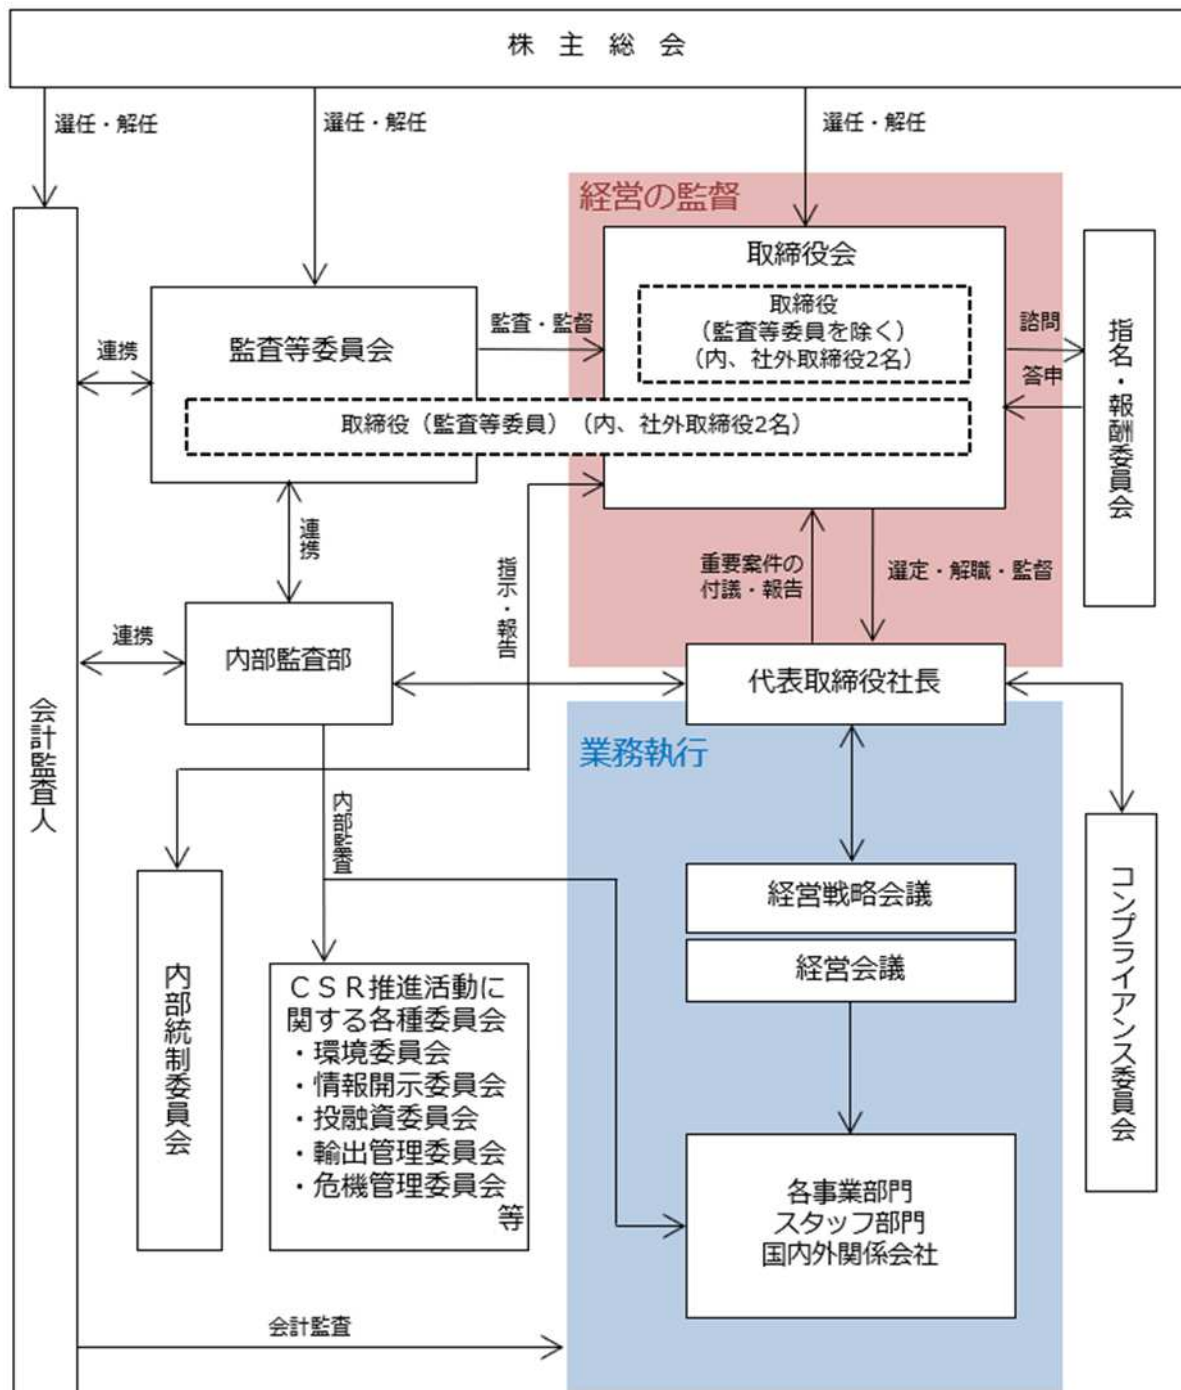 株主総会
選任・解任
選任・解任
選任・解任
経営の監督
取締役会
取締役
（監査等委員を除く）
（内、社外取締役2名）
監査等委員会
監査・監督
連携
諮問
答申
指名・報酬委員会
取締役（監査等委員）（内、社外取締役2名）
連携
指示・報告
重要案件の
付議・報告
選定・解職・監督
連携
内部監査部
代表取締役社長
会計監査人
業務執行
内部監査
経営戦略会議
経営会議
コンプライアンス委員会
内部統制委員会
ＣＳＲ推進活動に
関する各種委員会
・環境委員会
・情報開示委員会
・投融資委員会
・輸出管理委員会
・危機管理委員会
等
各事業部門
スタッフ部門
国内外関係会社
会計監査